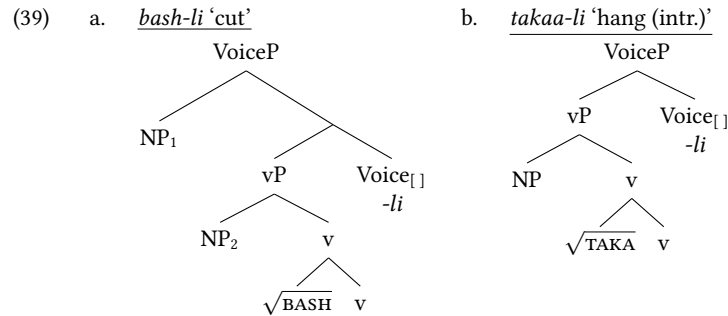 (39) a. bash-li ‘cut’ b. takaa-li ‘hang (intr.)’
VoiceP VoiceP
NP₁ vP Voice[ ]
-li
vP Voice[ ]
-li
NP v
NP₂ v
√TAKA v
√BASH v